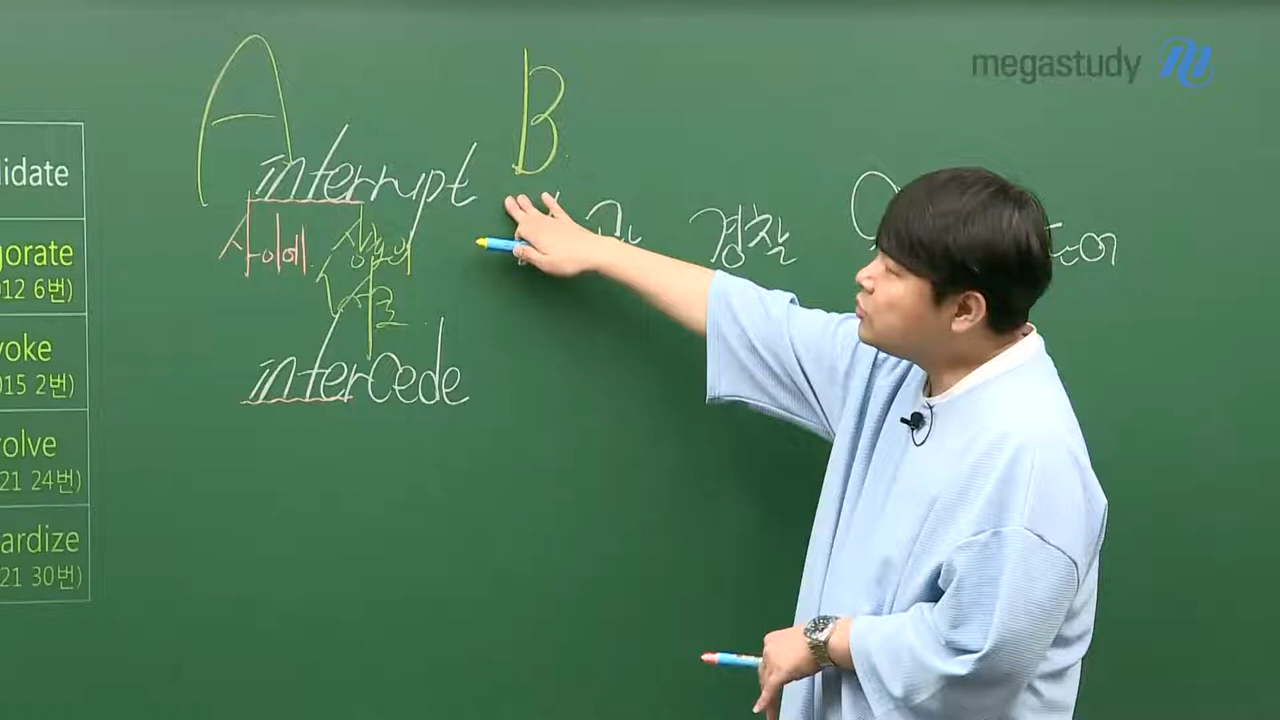 megastudy
A
B
interrupt
사이에
경찰
intercede
idate
gorate
012 6번)
voke
015 2번)
olve
21 24번)
ardize
21 30번)